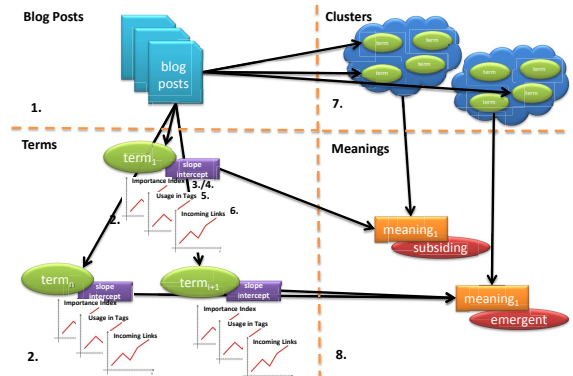 Blog Posts
Clusters
blog
posts
term
term
term
term
term
term
term
term
1.
7.
Terms
Meanings
term1
slope
intercept
3./4.
Importance Index
Usage in Tags
5.
Incoming Links
6.
2.
meaning1
subsiding
termn
slope
intercept
Importance Index
Usage in Tags
Incoming Links
termi+1
slope
intercept
Importance Index
Usage in Tags
Incoming Links
meaning1
emergent
2.
8.